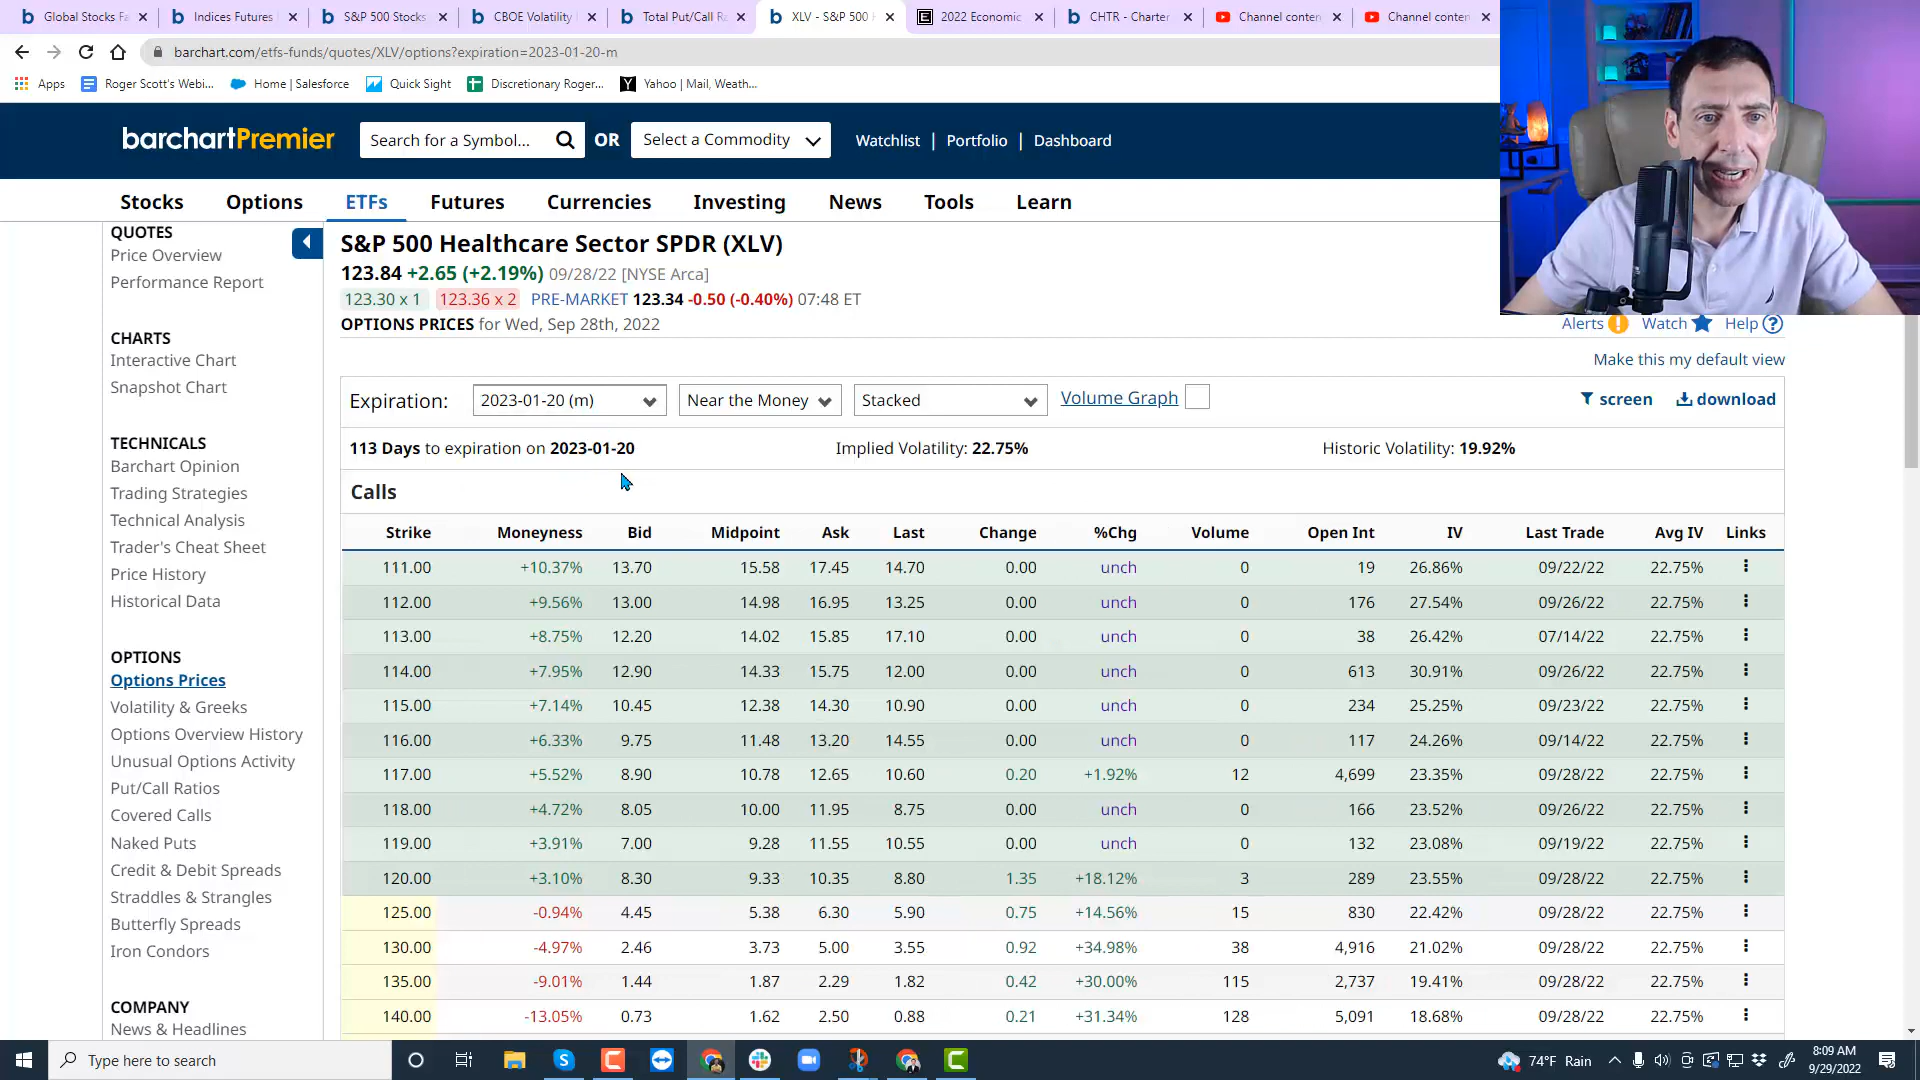 Global Stocks Fa
Indices Futures
S&P 500 Stocks
CBOE Volatility
Total Put/Call Ra
XLV - S&P 500 H
2022 Economic
CHTR - Charter
Channel conten
Channel conten
barchart.com/etfs-funds/quotes/XLV/options?expiration=2023-01-20-m
Apps
Roger Scott's Webi...
Home | Salesforce
Quick Sight
Discretionary Roger...
Yahoo | Mail, Weath...
barchartPremier
Search for a Symbol...
OR
Select a Commodity
Watchlist | Portfolio | Dashboard
Stocks Options ETFs Futures Currencies Investing News Tools Learn
QUOTES
Price Overview
Performance Report
CHARTS
Interactive Chart
Snapshot Chart
TECHNICALS
Barchart Opinion
Trading Strategies
Technical Analysis
Trader's Cheat Sheet
Price History
Historical Data
OPTIONS
Options Prices
Volatility & Greeks
Options Overview History
Unusual Options Activity
Put/Call Ratios
Covered Calls
Naked Puts
Credit & Debit Spreads
Straddles & Strangles
Butterfly Spreads
Iron Condors
COMPANY
News & Headlines
S&P 500 Healthcare Sector SPDR (XLV)
123.84 +2.65 (+2.19%) 09/28/22 [NYSE Arca]
123.30 x 1 123.36 x 2 PRE-MARKET 123.34 -0.50 (-0.40%) 07:48 ET
OPTIONS PRICES for Wed, Sep 28th, 2022
Alerts Watch Help
Make this my default view
Expiration: 2023-01-20 (m) Near the Money Stacked Volume Graph screen download
113 Days to expiration on 2023-01-20 Implied Volatility: 22.75% Historic Volatility: 19.92%
Calls
Strike Moneyness Bid Midpoint Ask Last Change %Chg Volume Open Int IV Last Trade Avg IV Links
111.00 +10.37% 13.70 15.58 17.45 14.70 0.00 unch 0 19 26.86% 09/22/22 22.75%
112.00 +9.56% 13.00 14.98 16.95 13.25 0.00 unch 0 176 27.54% 09/26/22 22.75%
113.00 +8.75% 12.20 14.02 15.85 17.10 0.00 unch 0 38 26.42% 07/14/22 22.75%
114.00 +7.95% 12.90 14.33 15.75 12.00 0.00 unch 0 613 30.91% 09/26/22 22.75%
115.00 +7.14% 10.45 12.38 14.30 10.90 0.00 unch 0 234 25.25% 09/23/22 22.75%
116.00 +6.33% 9.75 11.48 13.20 14.55 0.00 unch 0 117 24.26% 09/14/22 22.75%
117.00 +5.52% 8.90 10.78 12.65 10.60 0.20 +1.92% 12 4,699 23.35% 09/28/22 22.75%
118.00 +4.72% 8.05 10.00 11.95 8.75 0.00 unch 0 166 23.52% 09/26/22 22.75%
119.00 +3.91% 7.00 9.28 11.55 10.55 0.00 unch 0 132 23.08% 09/19/22 22.75%
120.00 +3.10% 8.30 9.33 10.35 8.80 1.35 +18.12% 3 289 23.55% 09/28/22 22.75%
125.00 -0.94% 4.45 5.38 6.30 5.90 0.75 +14.56% 15 830 22.42% 09/28/22 22.75%
130.00 -4.97% 2.46 3.73 5.00 3.55 0.92 +34.98% 38 4,916 21.02% 09/28/22 22.75%
135.00 -9.01% 1.44 1.87 2.29 1.82 0.42 +30.00% 115 2,737 19.41% 09/28/22 22.75%
140.00 -13.05% 0.73 1.62 2.50 0.88 0.21 +31.34% 128 5,091 18.68% 09/28/22 22.75%
Type here to search
74°F Rain
8:09 AM
9/29/2022